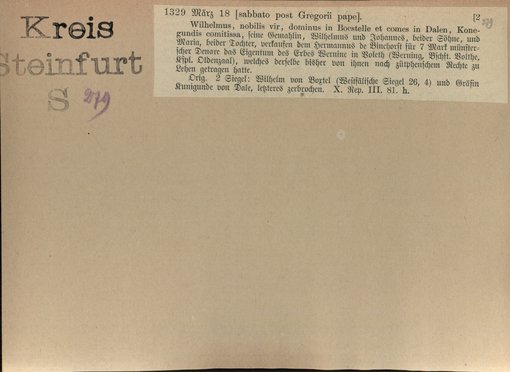 Kreis
Steinfurt
S 279
1329 März 18 [sabbato post Gregorii pape]. [2
Wilhelmus, nobilis vir, dominus in Boestelle et comes in Dalen, Kone-
gundis comitissa, seine Gemahlin, Wilhelmus und Johannes, beider Söhne, und
Maria, beider Tochter, verkaufen dem Hermannus de Binchorst für 7 Mark münster-
scher Denare das Eigentum des Erbes Wernine in Voleth (Werning, Bschft. Volthe,
Kspl. Oldenzaal), welches derselbe bisher von ihnen nach zütphenschem Rechte zu
Lehen getragen hatte.
Orig. 2 Siegel: Wilhelm von Boxtel (Westfälische Siegel 26, 4) und Gräfin
Kunigunde von Dale, letzteres zerbrochen. X. Rep. III. 81. h.